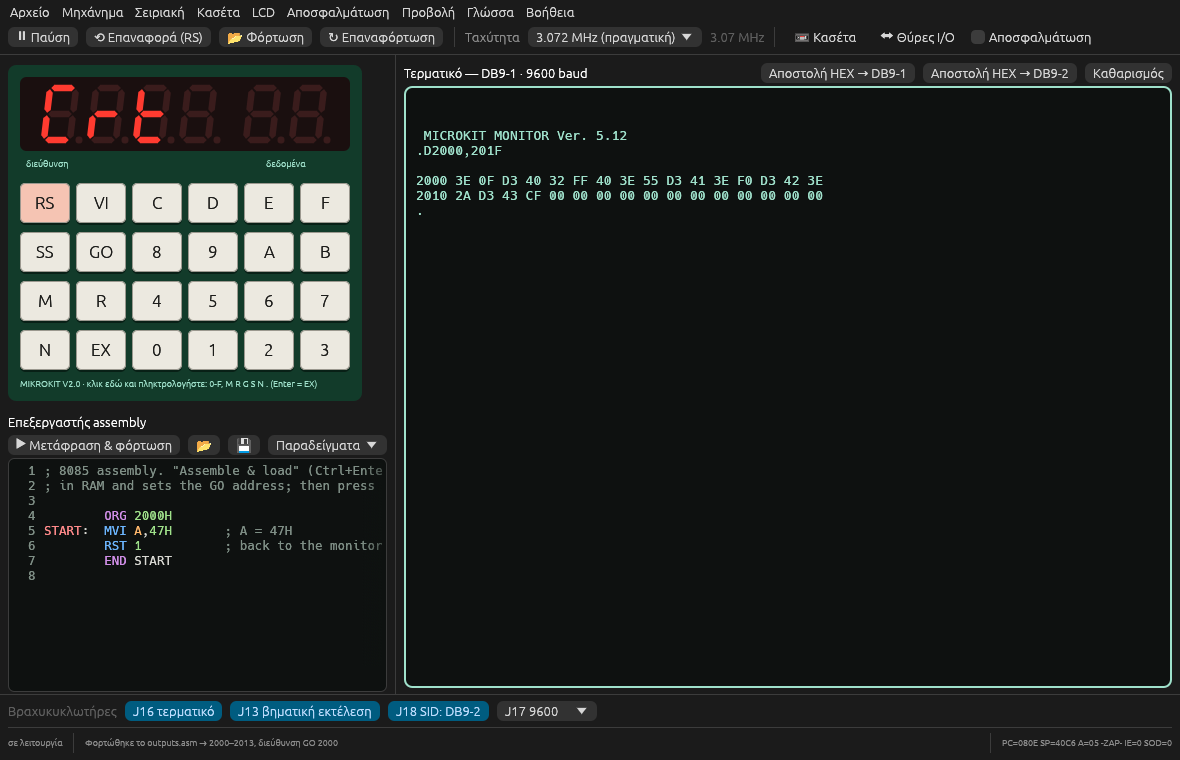 Αρχείο Μηχάνημα Σειριακή Κασέτα LCD Αποσφαλμάτωση Προβολή Γλώσσα Βοήθεια
Παύση Επαναφορά (RS) Φόρτωση Επαναφόρτωση Ταχύτητα 3.072 MHz (πραγματική) 3.07 MHz Κασέτα Θύρες I/O Αποσφαλμάτωση
Crt
διεύθυνση δεδομένα
RS VI C D E F
SS GO 8 9 A B
M R 4 5 6 7
N EX 0 1 2 3
MIKROKIT V2.0 · κλικ εδώ και πληκτρολογήστε: 0-F, M R G S N . (Enter = EX)
Επεξεργαστής assembly
Μετάφραση & φόρτωση Παραδείγματα
1 ; 8085 assembly. "Assemble & load" (Ctrl+Ente
2 ; in RAM and sets the GO address; then press
3
4 ORG 2000H
5 START: MVI A,47H ; A = 47H
6 RST 1 ; back to the monitor
7 END START
8
Τερματικό — DB9-1 · 9600 baud Αποστολή HEX → DB9-1 Αποστολή HEX → DB9-2 Καθαρισμός
MICROKIT MONITOR Ver. 5.12
.D2000,201F
2000 3E 0F D3 40 32 FF 40 3E 55 D3 41 3E F0 D3 42 3E
2010 2A D3 43 CF 00 00 00 00 00 00 00 00 00 00 00 00
.
Βραχυκυκλωτήρες J16 τερματικό J13 βηματική εκτέλεση J18 SID: DB9-2 J17 9600
σε λειτουργία Φορτώθηκε το outputs.asm → 2000–2013, διεύθυνση GO 2000 PC=080E SP=40C6 A=05 -ZAP- IE=0 SOD=0